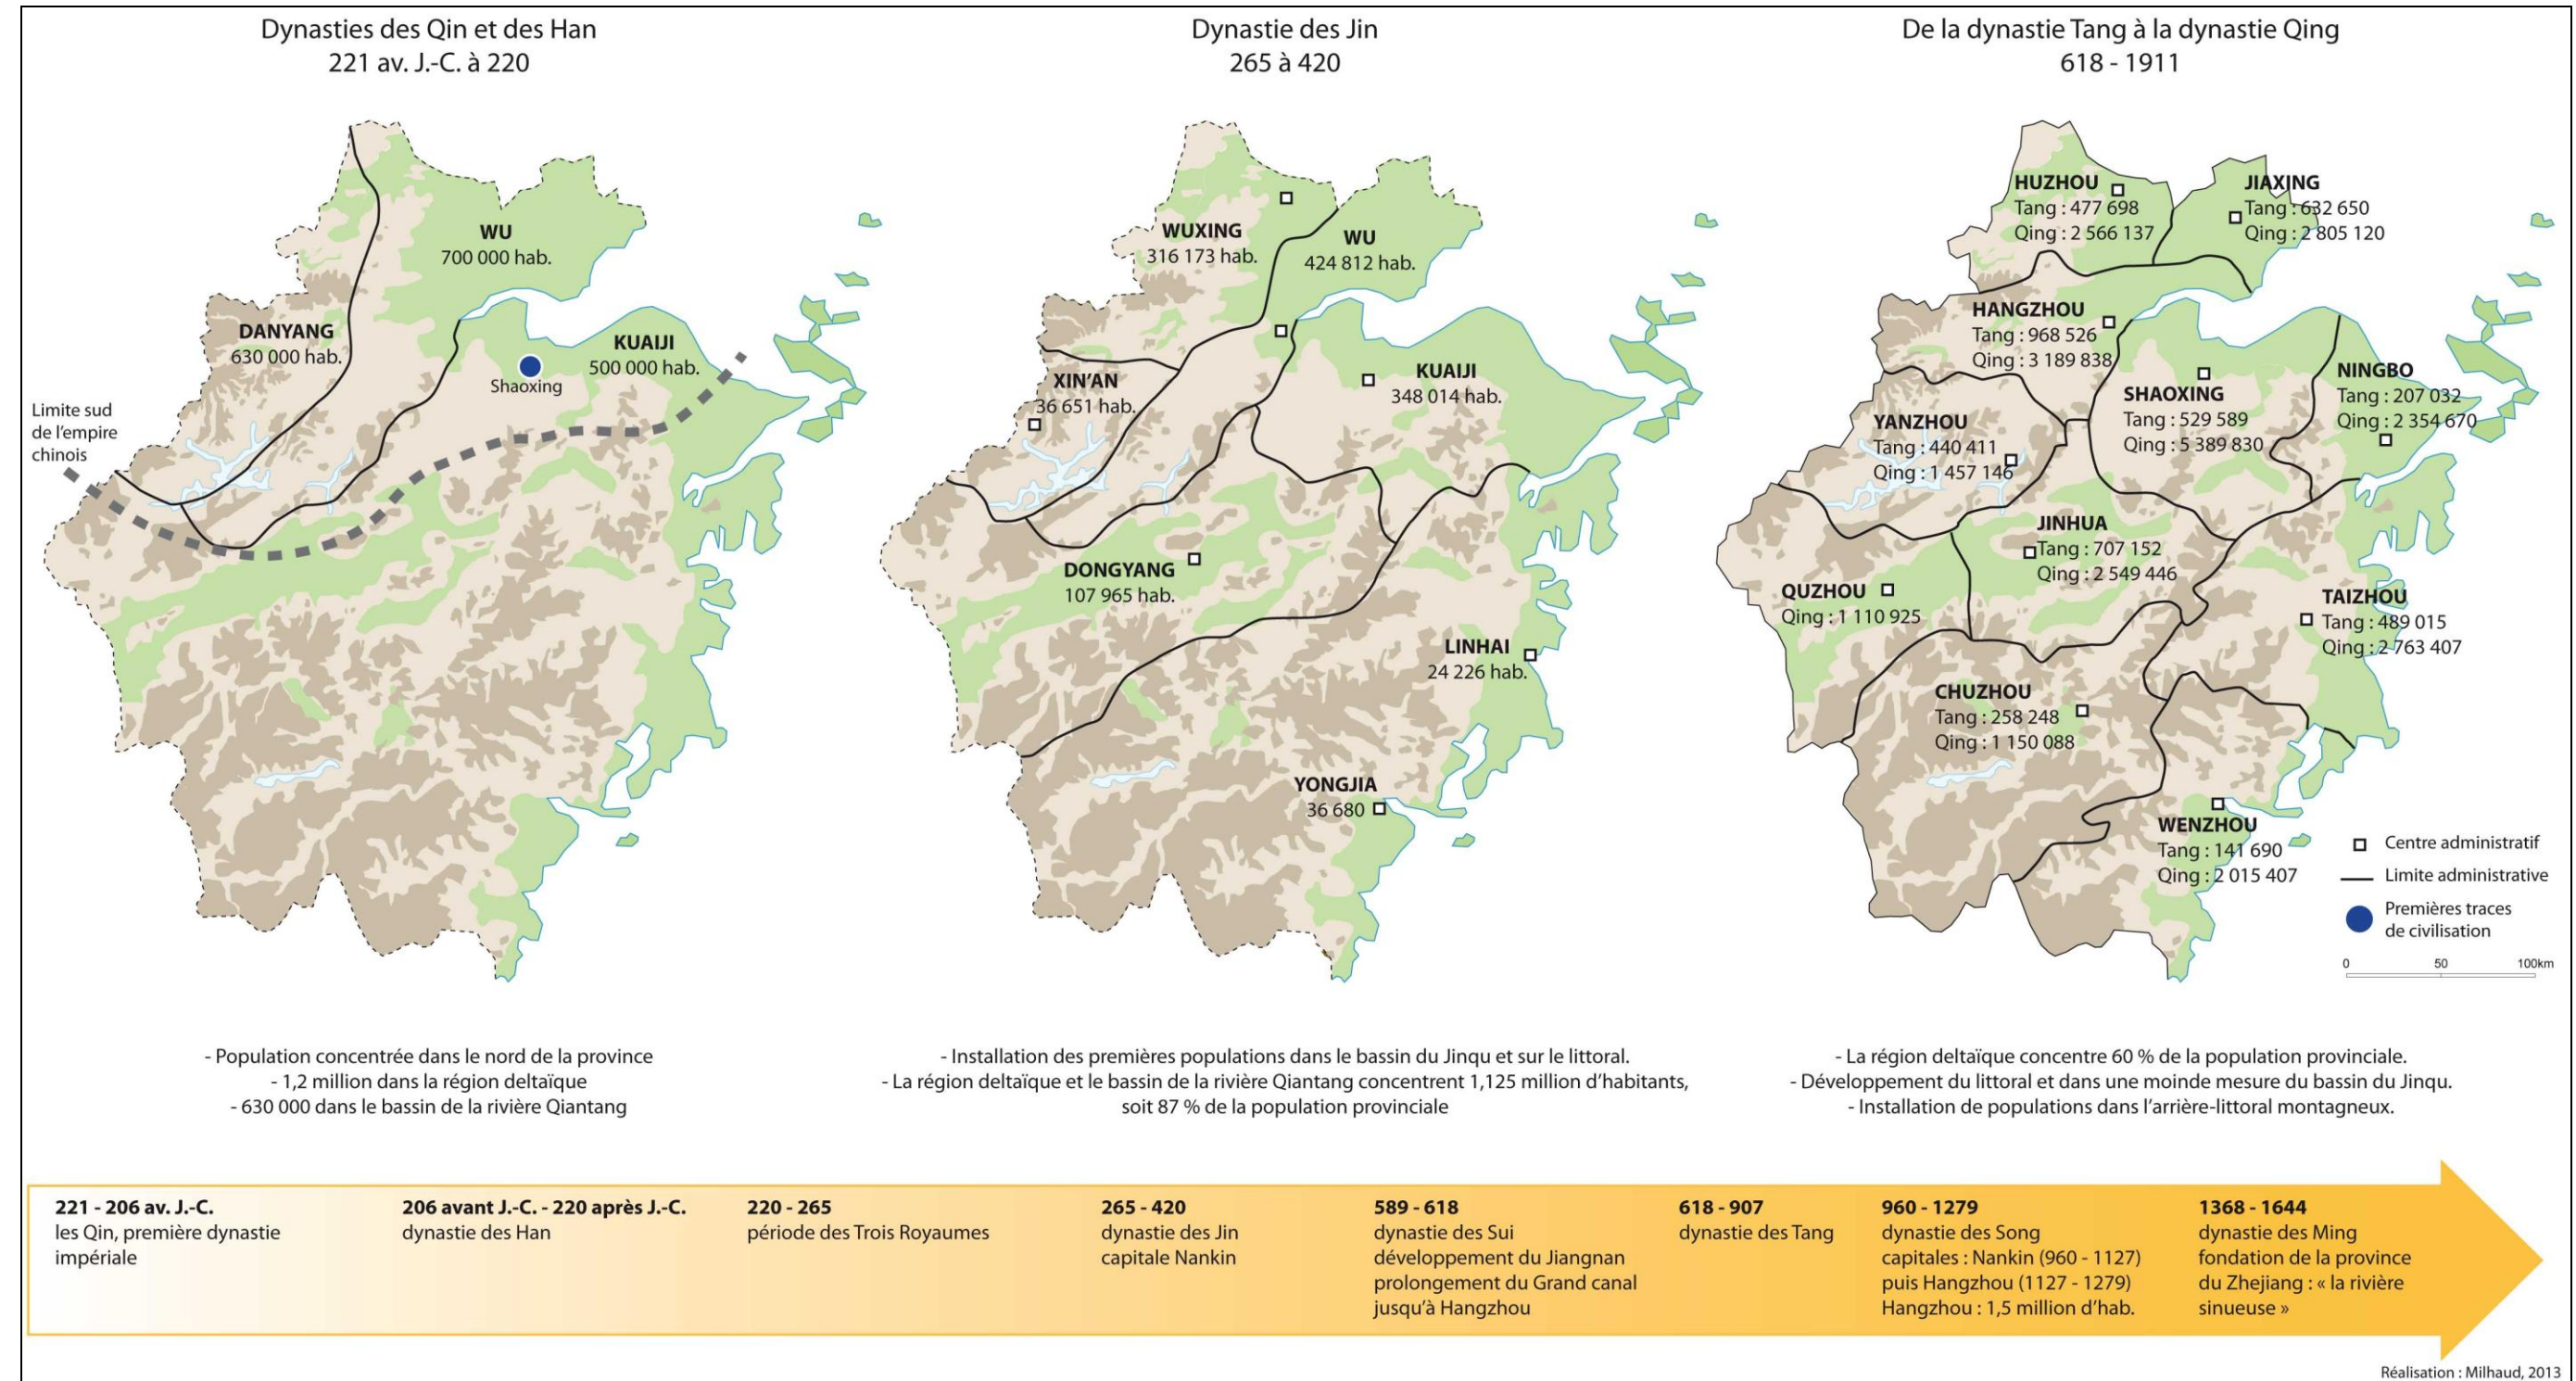 Dynasties des Qin et des Han
221 av. J.-C. à 220
WU
700 000 hab.
DANYANG
630 000 hab.
KUAIJI
500 000 hab.
Shaoxing
Limite sud
de l'empire
chinois
- Population concentrée dans le nord de la province
- 1,2 million dans la région deltaïque
- 630 000 dans le bassin de la rivière Qiantang
Dynastie des Jin
265 à 420
WUXING
316 173 hab.
WU
424 812 hab.
XIN'AN
36 651 hab.
KUAIJI
348 014 hab.
DONGYANG
107 965 hab.
LINHAI
24 226 hab.
YONGJIA
36 680
- Installation des premières populations dans le bassin du Jinqu et sur le littoral.
- La région deltaïque et le bassin de la rivière Qiantang concentrent 1,125 million d'habitants,
soit 87 % de la population provinciale
De la dynastie Tang à la dynastie Qing
618 - 1911
HUZHOU
Tang : 477 698
Qing : 2 566 137
JIAXING
Tang : 632 650
Qing : 2 805 120
HANGZHOU
Tang : 968 526
Qing : 3 189 838
NINGBO
Tang : 207 032
Qing : 2 354 670
SHAOXING
Tang : 529 589
Qing : 5 389 830
YANZHOU
Tang : 440 411
Qing : 1 457 146
JINHUA
Tang : 707 152
Qing : 2 549 446
QUZHOU
Qing : 1 110 925
TAIZHOU
Tang : 489 015
Qing : 2 763 407
CHUZHOU
Tang : 258 248
Qing : 1 150 088
WENZHOU
Tang : 141 690
Qing : 2 015 407
Centre administratif
Limite administrative
Premières traces
de civilisation
0 50 100km
- La région deltaïque concentre 60 % de la population provinciale.
- Développement du littoral et dans une moinde mesure du bassin du Jinqu.
- Installation de populations dans l'arrière-littoral montagneux.
221 - 206 av. J.-C.
les Qin, première dynastie
impériale
206 avant J.-C. - 220 après J.-C.
dynastie des Han
220 - 265
période des Trois Royaumes
265 - 420
dynastie des Jin
capitale Nankin
589 - 618
dynastie des Sui
développement du Jiangnan
prolongement du Grand canal
jusqu'à Hangzhou
618 - 907
dynastie des Tang
960 - 1279
dynastie des Song
capitales : Nankin (960 - 1127)
puis Hangzhou (1127 - 1279)
Hangzhou : 1,5 million d'hab.
1368 - 1644
dynastie des Ming
fondation de la province
du Zhejiang : « la rivière
sinueuse »
Réalisation : Milhaud, 2013